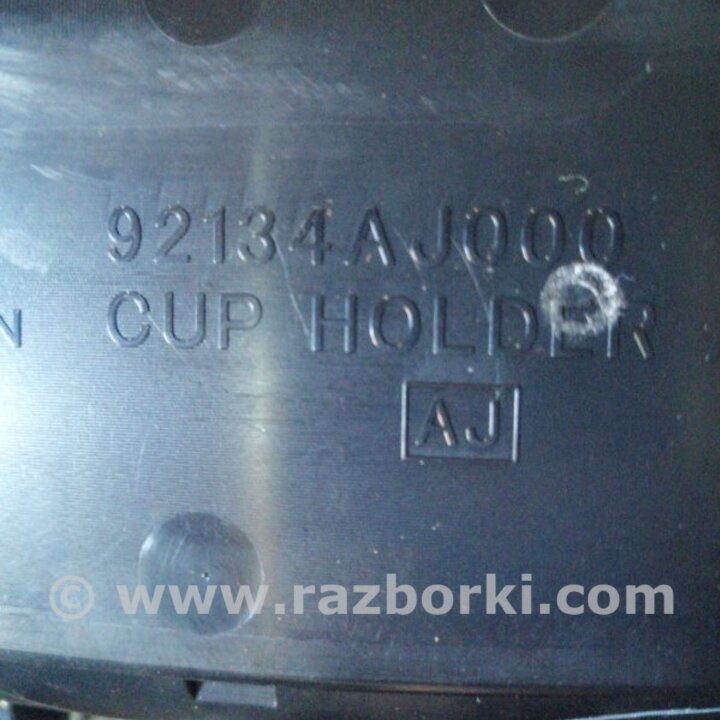 92134AJ000
N CUP HOLDER
AJ
© www.razborki.com